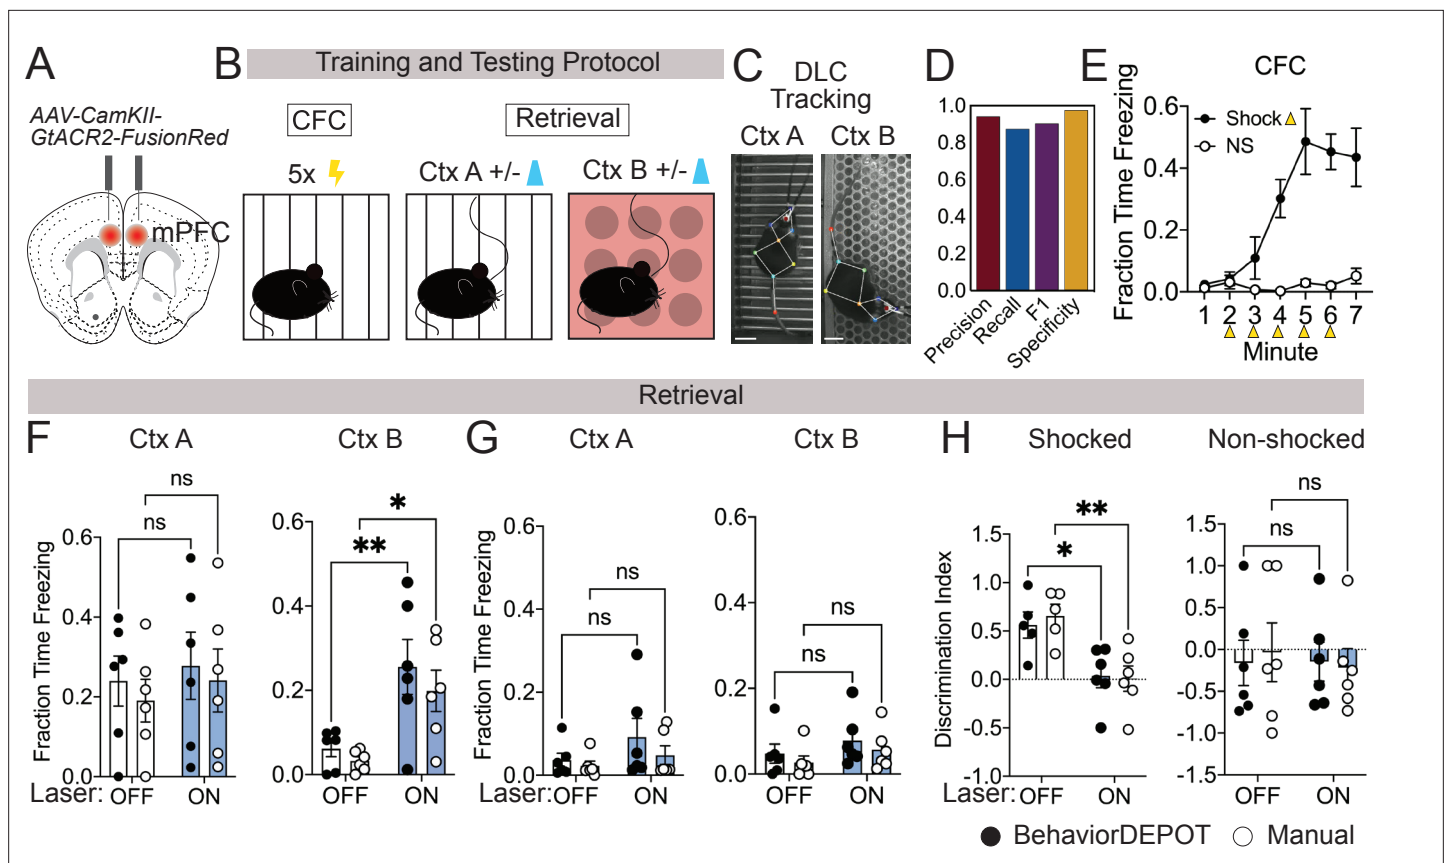 A
AAV-CamKII-
GtACR2-FusionRed
mPFC
B
Training and Testing Protocol
CFC
Retrieval
5x
Ctx A +/-
Ctx B +/-
C
DLC
Tracking
Ctx A
Ctx B
D
1.0
0.8
0.6
0.4
0.2
0.0
Precision
Recall
F1
Specificity
E
CFC
Fraction Time Freezing
0.6
0.4
0.2
0.0
Shock
NS
1 2 3 4 5 6 7
Minute
Retrieval
F
Ctx A
Fraction Time Freezing
0.6
0.4
0.2
0.0
ns
ns
Laser: OFF ON
Ctx B
0.6
0.4
0.2
0.0
*
**
OFF ON
G
Ctx A
Fraction Time Freezing
0.6
0.4
0.2
0.0
ns
ns
Laser: OFF ON
Ctx B
0.6
0.4
0.2
0.0
ns
ns
OFF ON
H
Shocked
Discrimination Index
1.5
1.0
0.5
0.0
-1.0
**
*
Laser: OFF ON
Non-shocked
1.5
1.0
0.5
0.0
-0.5
-1.0
-1.5
ns
ns
OFF ON
BehaviorDEPOT
Manual